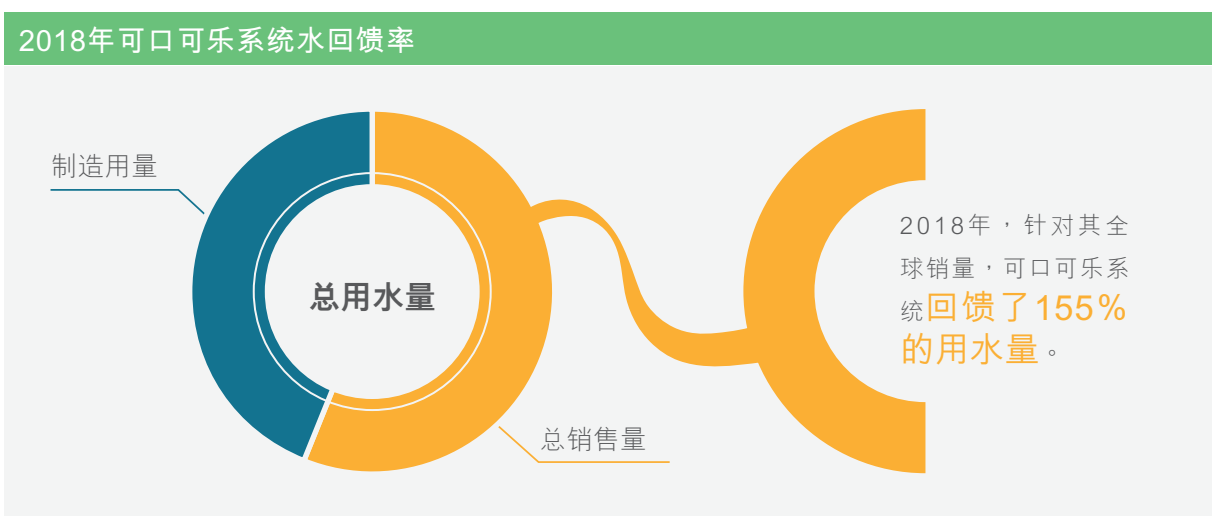 2018年可口可乐系统水回馈率
制造用量
总用水量
总销售量
2018年，针对其全
球销量，可口可乐系
统回馈了155%
的用水量。